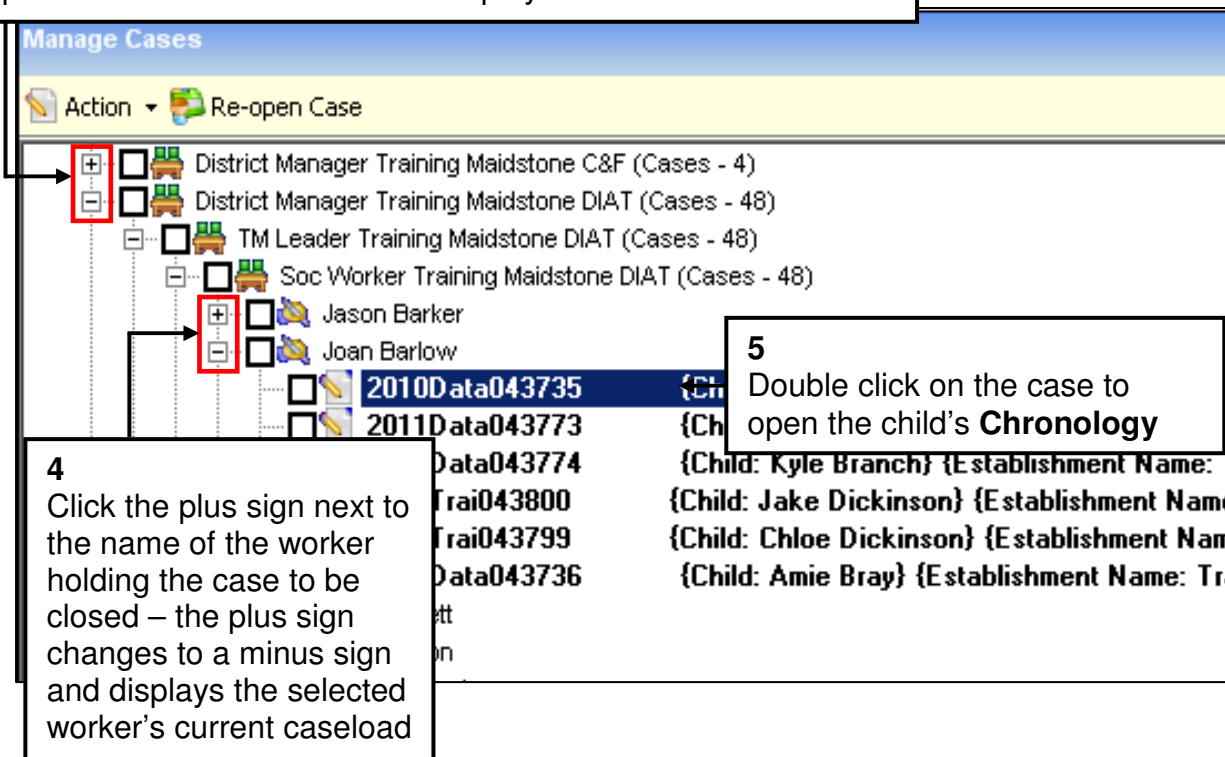 Manage Cases
Action Re-open Case
District Manager Training Maidstone C&F (Cases - 4)
District Manager Training Maidstone DIAT (Cases - 48)
TM Leader Training Maidstone DIAT (Cases - 48)
Soc Worker Training Maidstone DIAT (Cases - 48)
Jason Barker
Joan Barlow
2010Data043735
2011Data043773 {Ch
5
Double click on the case to
open the child's Chronology
Data043774 {Child: Kyle Branch} {Establishment Name:
Trai043800 {Child: Jake Dickinson} {Establishment Name
Trai043799 {Child: Chloe Dickinson} {Establishment Nam
Data043736 {Child: Amie Bray} {Establishment Name: Tr
4
Click the plus sign next to
the name of the worker
holding the case to be
closed – the plus sign
changes to a minus sign
and displays the selected
worker's current caseload